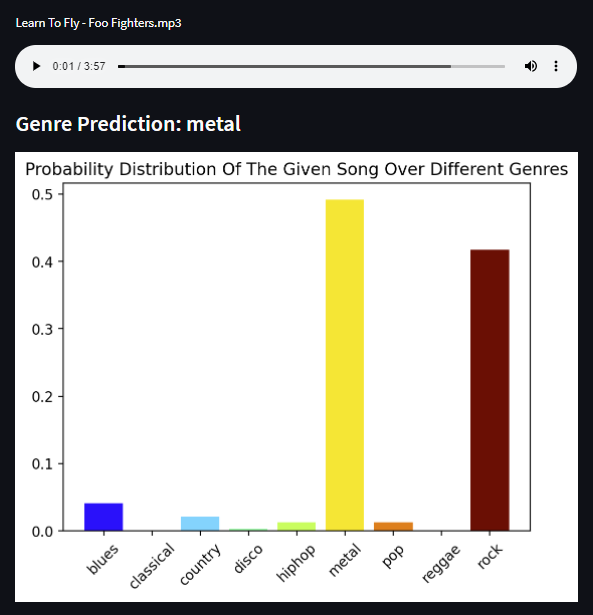 Learn To Fly - Foo Fighters.mp3
0:01 / 3:57
Genre Prediction: metal
Probability Distribution Of The Given Song Over Different Genres
0.5
0.4
0.3
0.2
0.1
0.0
blues
classical
country
disco
hiphop
metal
pop
reggae
rock